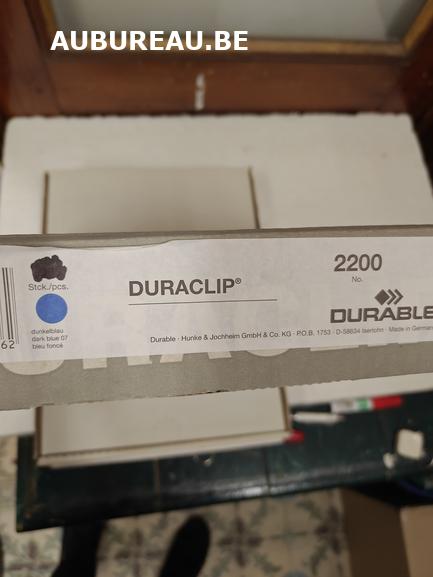 AUBUREAU.BE
Stck./pcs.
DURACLIP®
2200
No.
DURABLE
dunkelblau
dark blue 07
bleu foncé
62
Durable · Hunke & Jochheim GmbH & Co. KG · P.O.B. 1753 · D-58634 Iserlohn · Made in German